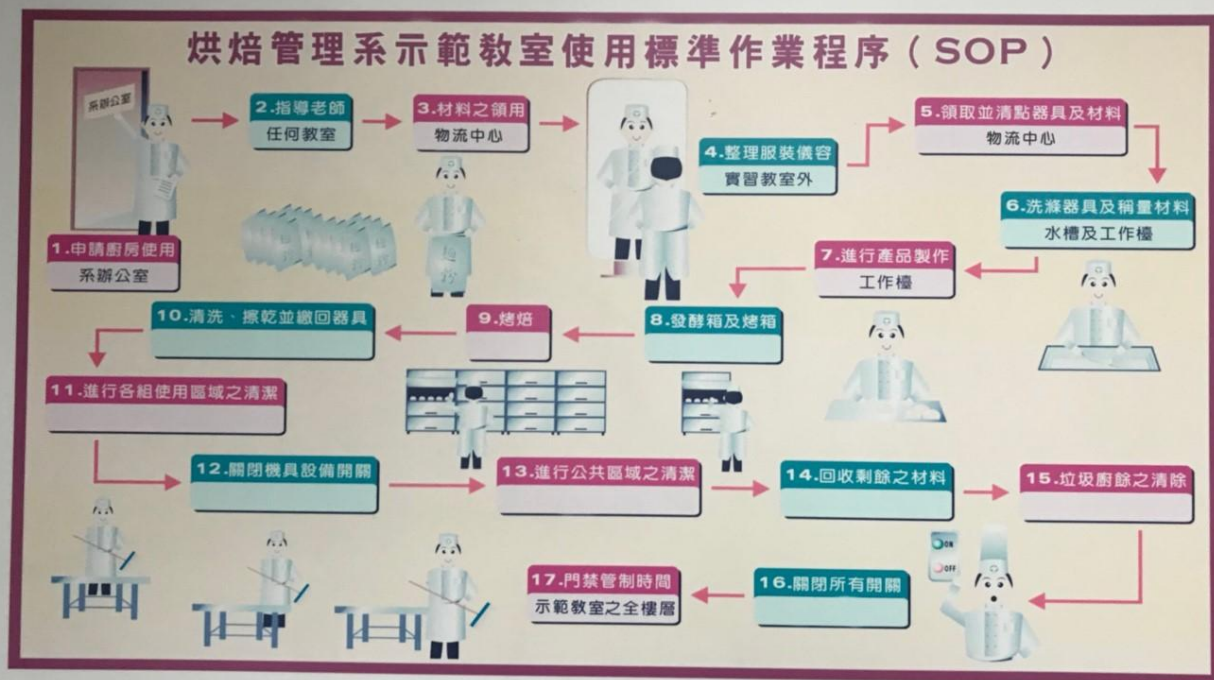 烘焙管理系示範教室使用標準作業程序(SOP)
系辦公室
1.申請廚房使用
系辦公室
2.指導老師
任何教室
3.材料之領用
物流中心
麵粉
4.整理服裝儀容
實習教室外
5.領取並清點器具及材料
物流中心
6.洗滌器具及稱量材料
水槽及工作檯
7.進行產品製作
工作檯
8.發酵箱及烤箱
9.烤焙
10.清洗、擦乾並繳回器具
11.進行各組使用區域之清潔
12.關閉機具設備開關
13.進行公共區域之清潔
14.回收剩餘之材料
15.垃圾廚餘之清除
ON
OFF
16.關閉所有開關
17.門禁管制時間
示範教室之全樓層